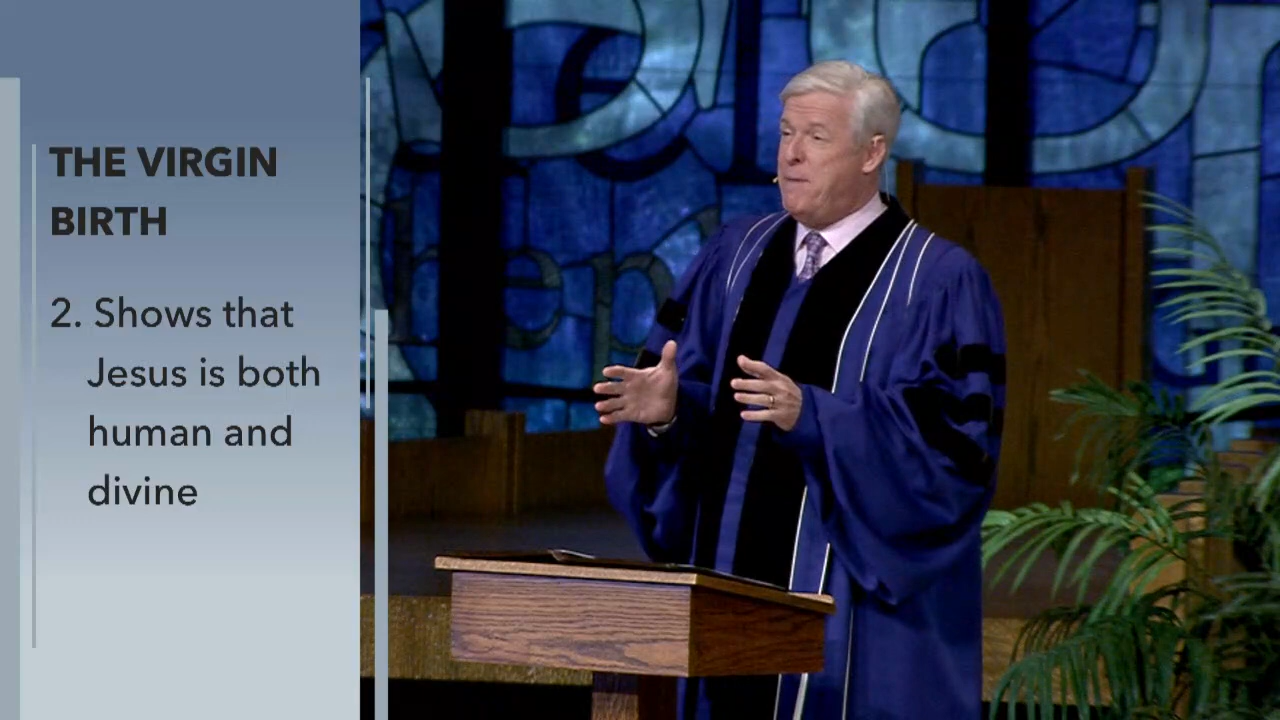 THE VIRGIN
BIRTH
2. Shows that
Jesus is both
human and
divine